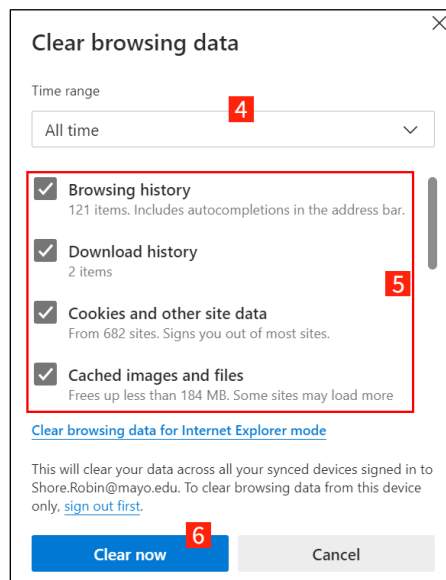 Clear browsing data
Time range
4
All time
Browsing history
121 items. Includes autocompletions in the address bar.
Download history
2 items
5
Cookies and other site data
From 682 sites. Signs you out of most sites.
Cached images and files
Frees up less than 184 MB. Some sites may load more
Clear browsing data for Internet Explorer mode
This will clear your data across all your synced devices signed in to
Shore.Robin@mayo.edu. To clear browsing data from this device
only, sign out first.
6
Clear now
Cancel